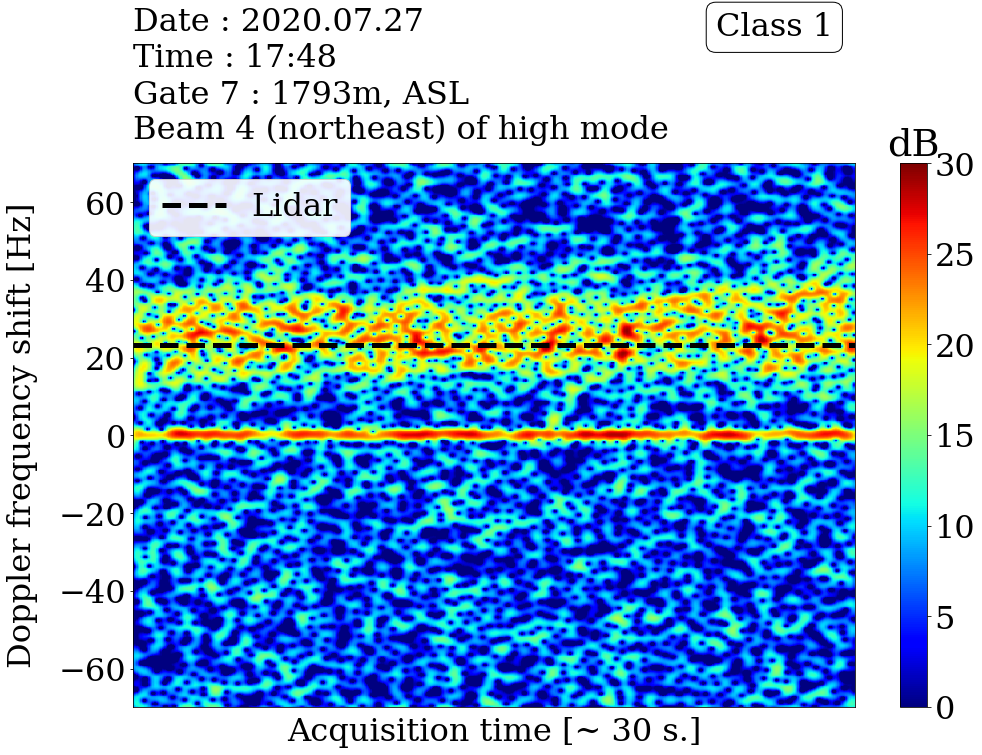 Date : 2020.07.27
Time : 17:48
Gate 7 : 1793m, ASL
Beam 4 (northeast) of high mode
Class 1
dB
Lidar
Doppler frequency shift [Hz]
60
40
20
0
−20
−40
−60
30
25
20
15
10
5
0
Acquisition time [~ 30 s.]